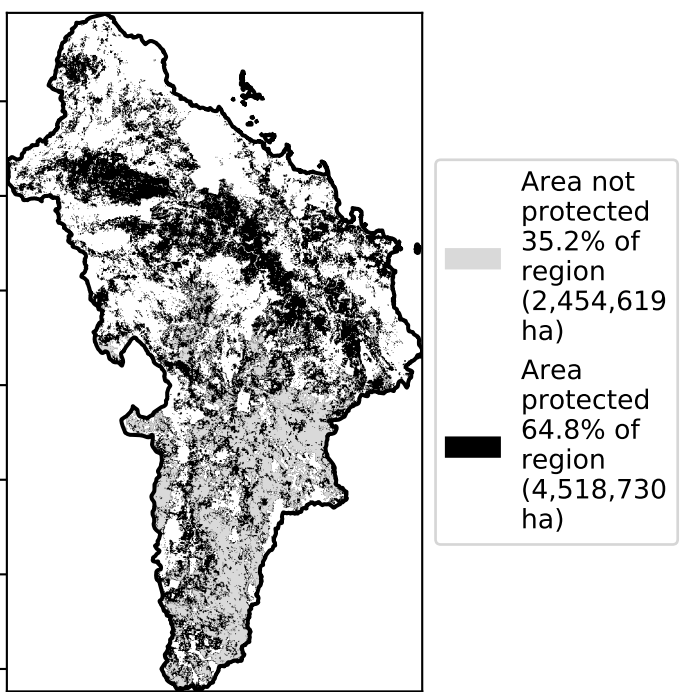 Area not
protected
35.2% of
region
(2,454,619
ha)
Area
protected
64.8% of
region
(4,518,730
ha)